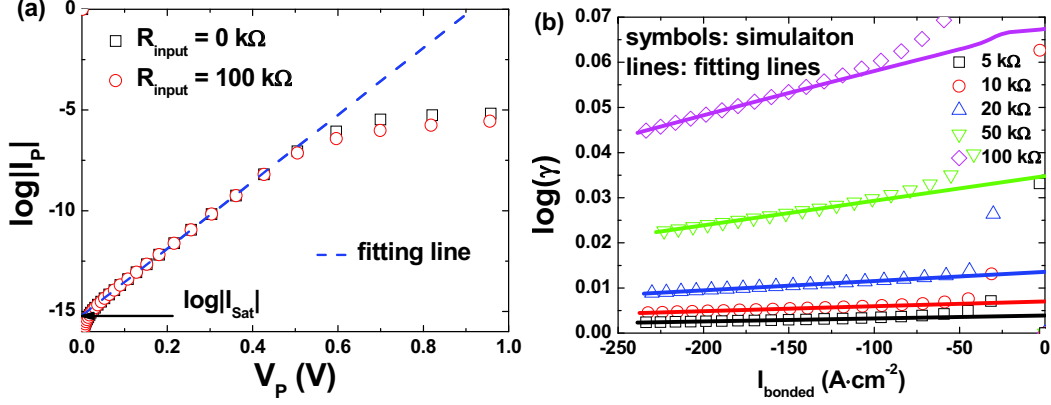 (a)
0
-5
-10
-15
log|I_P|
R_input = 0 kΩ
R_input = 100 kΩ
fitting line
log|I_Sat|
0.0 0.2 0.4 0.6 0.8 1.0
V_P (V)
(b)
0.07
0.06
0.05
0.04
0.03
0.02
0.01
0.00
log(γ)
symbols: simulaiton
lines: fitting lines
5 kΩ
10 kΩ
20 kΩ
50 kΩ
100 kΩ
-250 -200 -150 -100 -50 0
I_bonded (A·cm⁻²)